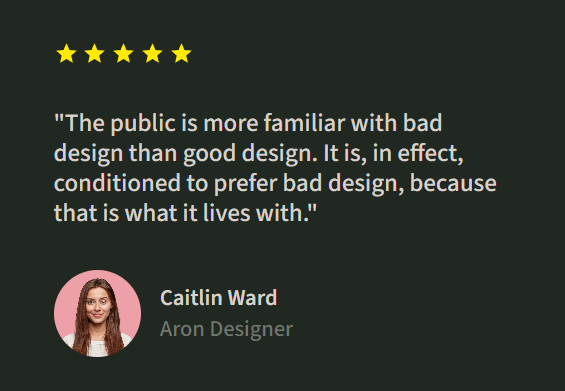 "The public is more familiar with bad
design than good design. It is, in effect,
conditioned to prefer bad design, because
that is what it lives with."
Caitlin Ward
Aron Designer